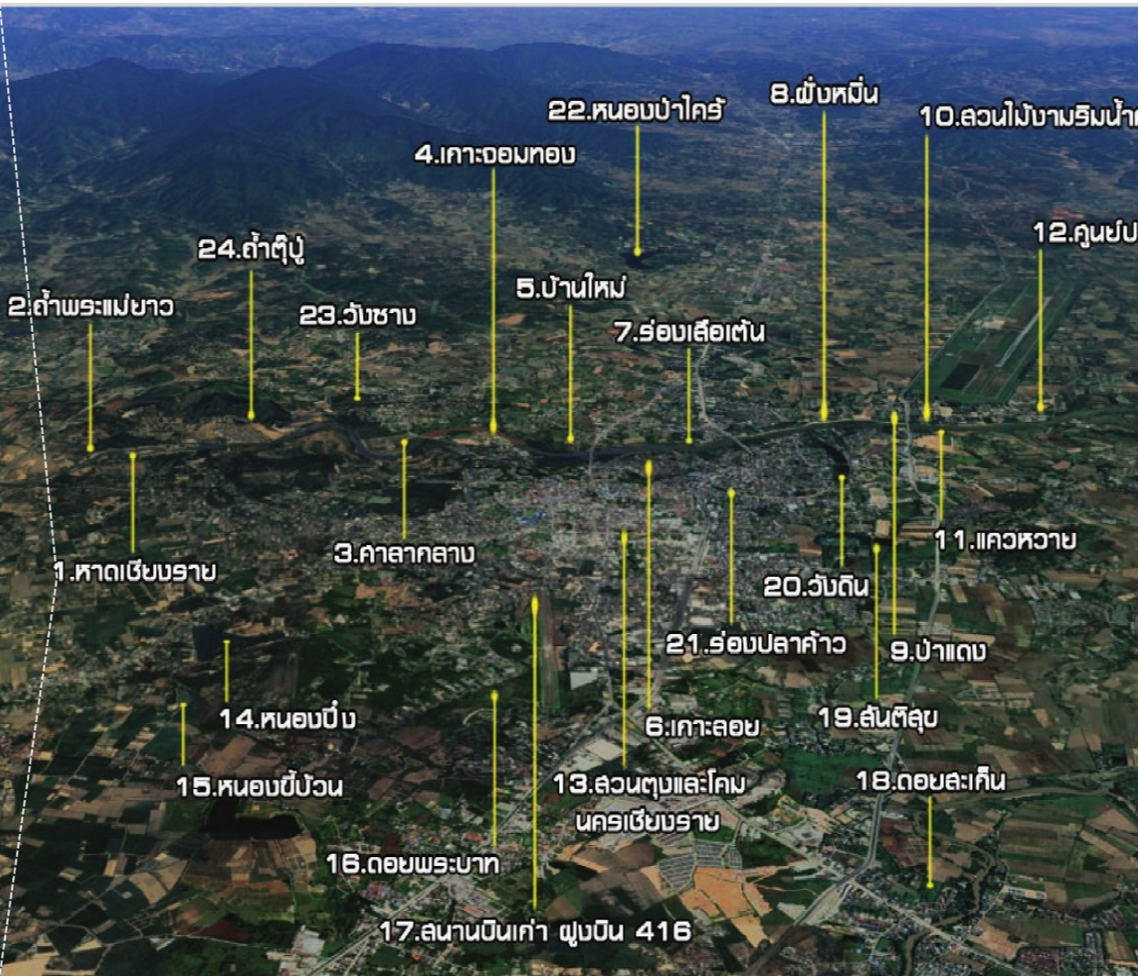 8.ฝั่งหมิ่น
22.หนองป่าไคร้
10.สวนไม้งามริมน้ำ
4.เกาะจอมทอง
12.ศูนย์
24.ถ้ำตุ๊ปู่
2.ถ้ำพระแม่ยาว
23.วังซาง
5.บ้านใหม่
7.ร่องเสือเต้น
1.หาดเชียงราย
3.ศาลากลาง
11.แควหวาย
20.วังดิน
21.ร่องปลาค้าว
9.ป่าแดง
14.หนองปึ๋ง
6.เกาะลอย
19.สันติสุข
15.หนองขี้ป้วน
13.สวนตุงและโคม
นครเชียงราย
18.ดอยสะเก็น
16.ดอยพระบาท
17.สนามบินเก่า ฝูงบิน 416